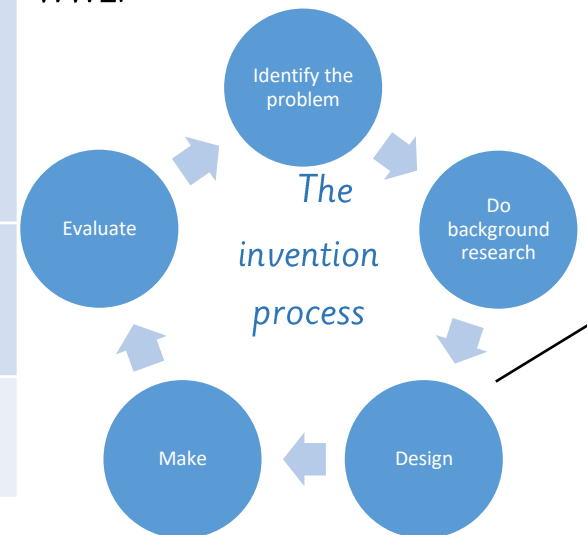 Identify the
problem
The
invention
process
Do
background
research
Design
Make
Evaluate